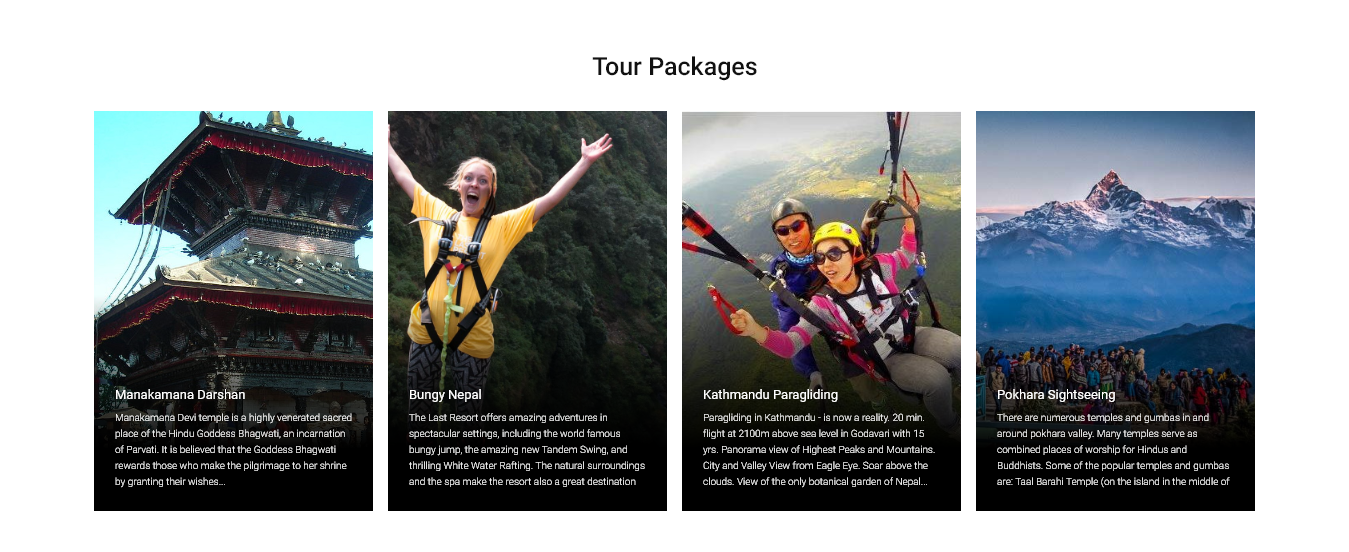 Tour Packages
Manakamana Darshan
Manakamana Devi temple is a highly venerated sacred
place of the Hindu Goddess Bhagwati, an incarnation
of Parvati. It is believed that the Goddess Bhagwati
rewards those who make the pilgrimage to her shrine
by granting their wishes...
Bungy Nepal
The Last Resort offers amazing adventures in
spectacular settings, including the world famous
bungy jump, the amazing new Tandem Swing, and
thrilling White Water Rafting. The natural surroundings
and the spa make the resort also a great destination
Kathmandu Paragliding
Paragliding in Kathmandu - is now a reality. 20 min.
flight at 2100m above sea level in Godavari with 15
yrs. Panorama view of Highest Peaks and Mountains.
City and Valley View from Eagle Eye. Soar above the
clouds. View of the only botanical garden of Nepal...
Pokhara Sightseeing
There are numerous temples and gumbas in and
around pokhara valley. Many temples serve as
combined places of worship for Hindus and
Buddhists. Some of the popular temples and gumbas
are: Taal Barahi Temple (on the island in the middle of